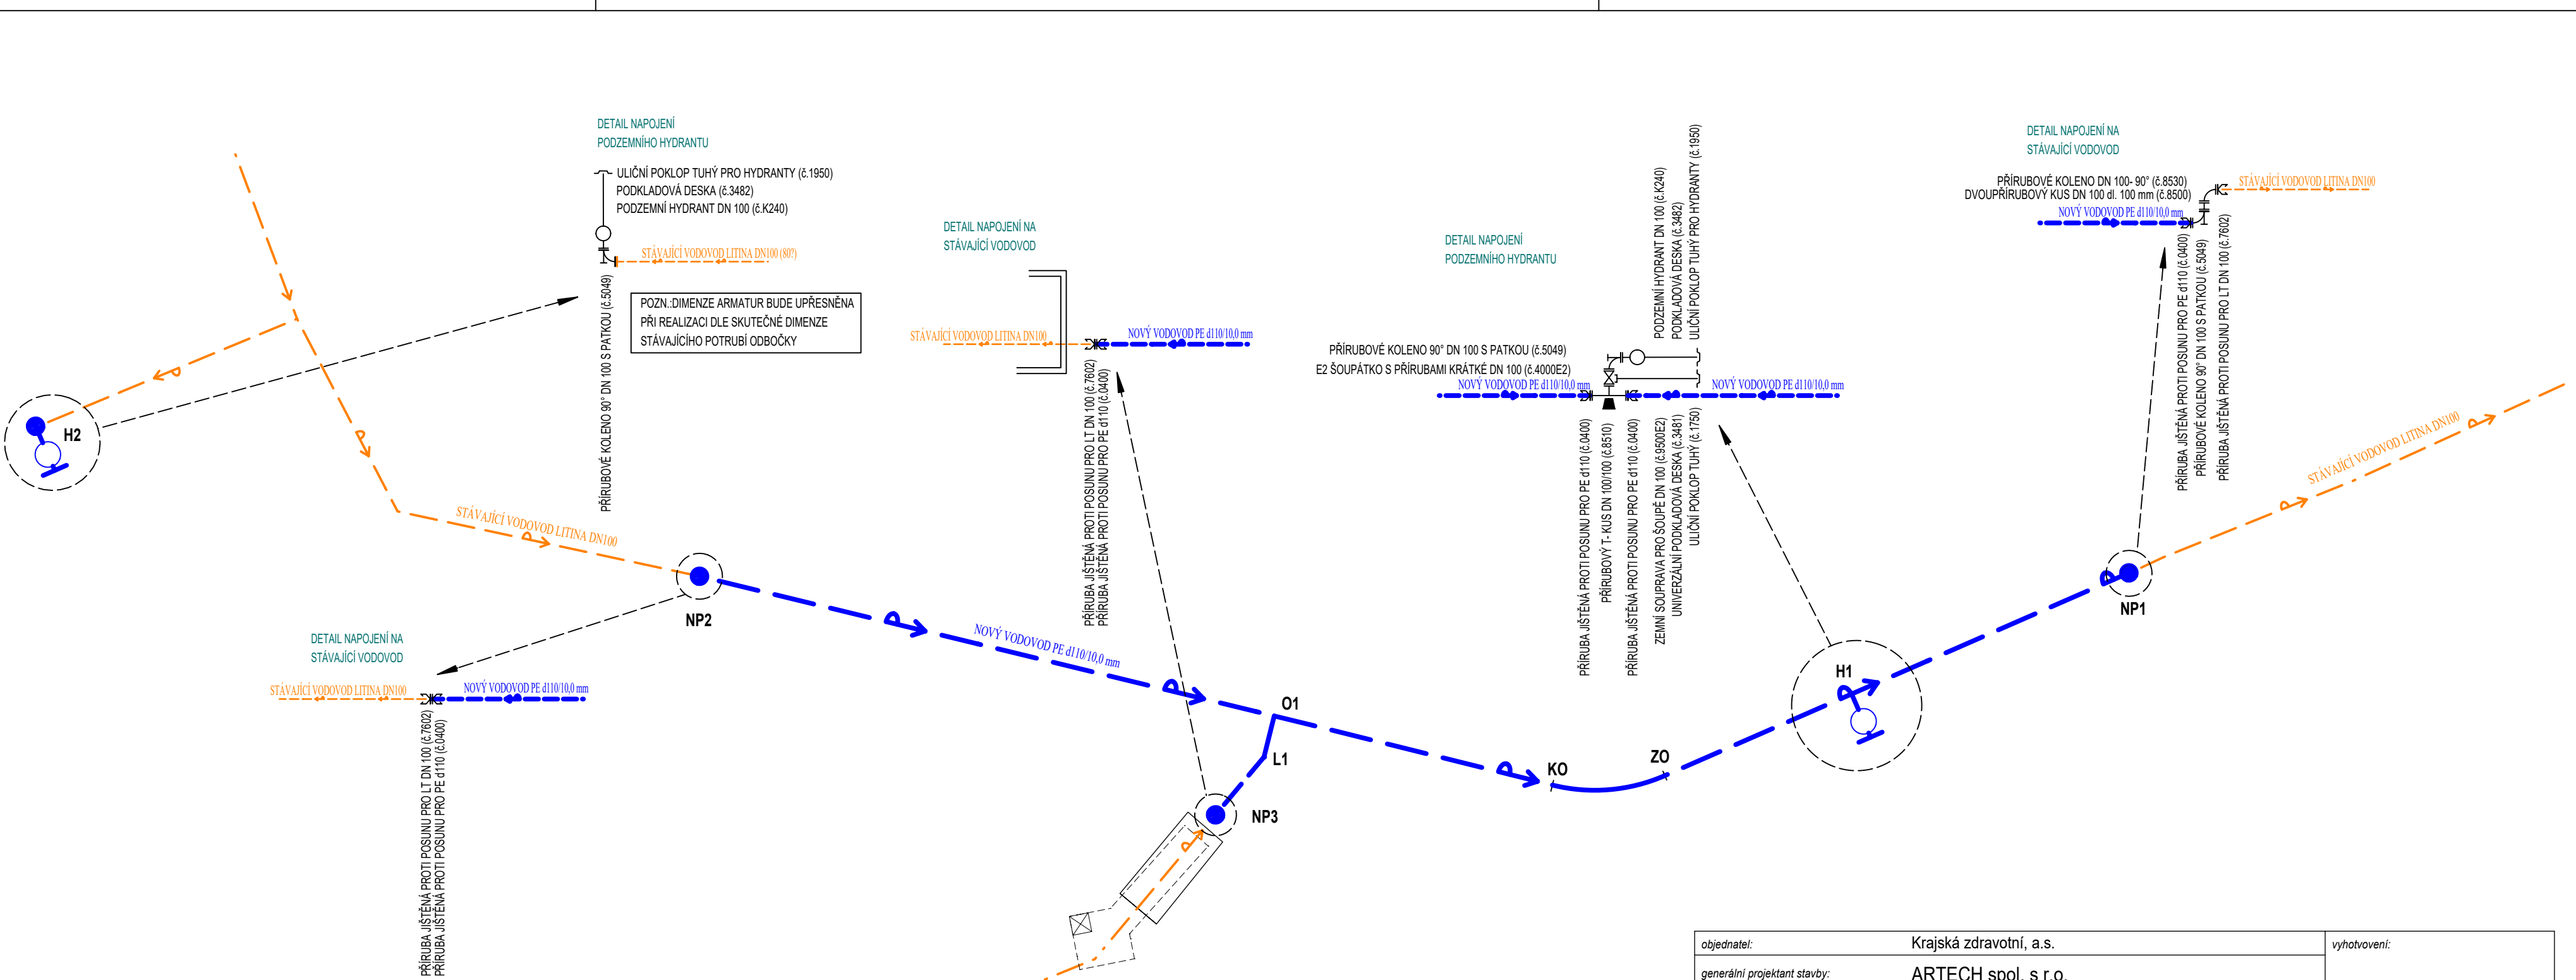 DETAIL NAPOJENÍ
PODZEMNÍHO HYDRANTU
ULIČNÍ POKLOP TUHÝ PRO HYDRANTY (č.1950)
PODKLADOVÁ DESKA (č.3482)
PODZEMNÍ HYDRANT DN 100 (č.K240)
STÁVAJÍCÍ VODOVOD LITINA DN100 (80?)
PŘÍRUBOVÉ KOLENO 90° DN 100 S PATKOU (č.5049)
POZN.:DIMENZE ARMATUR BUDE UPŘESNĚNA
PŘI REALIZACI DLE SKUTEČNÉ DIMENZE
STÁVAJÍCÍHO POTRUBÍ ODBOČKY
DETAIL NAPOJENÍ NA
STÁVAJÍCÍ VODOVOD
STÁVAJÍCÍ VODOVOD LITINA DN100
NOVÝ VODOVOD PE d110/10,0 mm
PŘÍRUBA JIŠTĚNÁ PROTI POSUNU PRO LT DN 100 (č.7602)
PŘÍRUBA JIŠTĚNÁ PROTI POSUNU PRO PE d110 (č.0400)
DETAIL NAPOJENÍ
PODZEMNÍHO HYDRANTU
PODZEMNÍ HYDRANT DN 100 (č.K240)
PODKLADOVÁ DESKA (č.3482)
ULIČNÍ POKLOP TUHÝ PRO HYDRANTY (č.1950)
PŘÍRUBOVÉ KOLENO 90° DN 100 S PATKOU (č.5049)
E2 ŠOUPÁTKO S PŘÍRUBAMI KRÁTKÉ DN 100 (č.4000E2)
NOVÝ VODOVOD PE d110/10,0 mm
NOVÝ VODOVOD PE d110/10,0 mm
PŘÍRUBA JIŠTĚNÁ PROTI POSUNU PRO PE d110 (č.0400)
PŘÍRUBOVÝ T- KUS DN 100/100 (č.8510)
PŘÍRUBA JIŠTĚNÁ PROTI POSUNU PRO PE d110 (č.0400)
ZEMNÍ SOUPRAVA PRO ŠOUPĚ DN 100 (č.9500E2)
UNIVERZÁLNÍ PODKLADOVÁ DESKA (č.3481)
ULIČNÍ POKLOP TUHÝ (č.1750)
DETAIL NAPOJENÍ NA
STÁVAJÍCÍ VODOVOD
PŘÍRUBOVÉ KOLENO DN 100- 90° (č.8530)
DVOUPŘÍRUBOVÝ KUS DN 100 dl. 100 mm (č.8500)
STÁVAJÍCÍ VODOVOD LITINA DN100
NOVÝ VODOVOD PE d110/10,0 mm
PŘÍRUBA JIŠTĚNÁ PROTI POSUNU PRO PE d110 (č.0400)
PŘÍRUBOVÉ KOLENO 90° DN 100 S PATKOU (č.5049)
PŘÍRUBA JIŠTĚNÁ PROTI POSUNU PRO LT DN 100 (č.7602)
H2
STÁVAJÍCÍ VODOVOD LITINA DN100
NP2
NOVÝ VODOVOD PE d110/10,0 mm
O1
L1
NP3
KO
ZO
H1
NP1
STÁVAJÍCÍ VODOVOD LITINA DN100
DETAIL NAPOJENÍ NA
STÁVAJÍCÍ VODOVOD
STÁVAJÍCÍ VODOVOD LITINA DN100
NOVÝ VODOVOD PE d110/10,0 mm
PŘÍRUBA JIŠTĚNÁ PROTI POSUNU PRO LT DN 100 (č.7602)
PŘÍRUBA JIŠTĚNÁ PROTI POSUNU PRO PE d110 (č.0400)
objednatel: Krajská zdravotní, a.s. vyhotovení:
generální projektant stavby: ARTECH spol. s r.o.